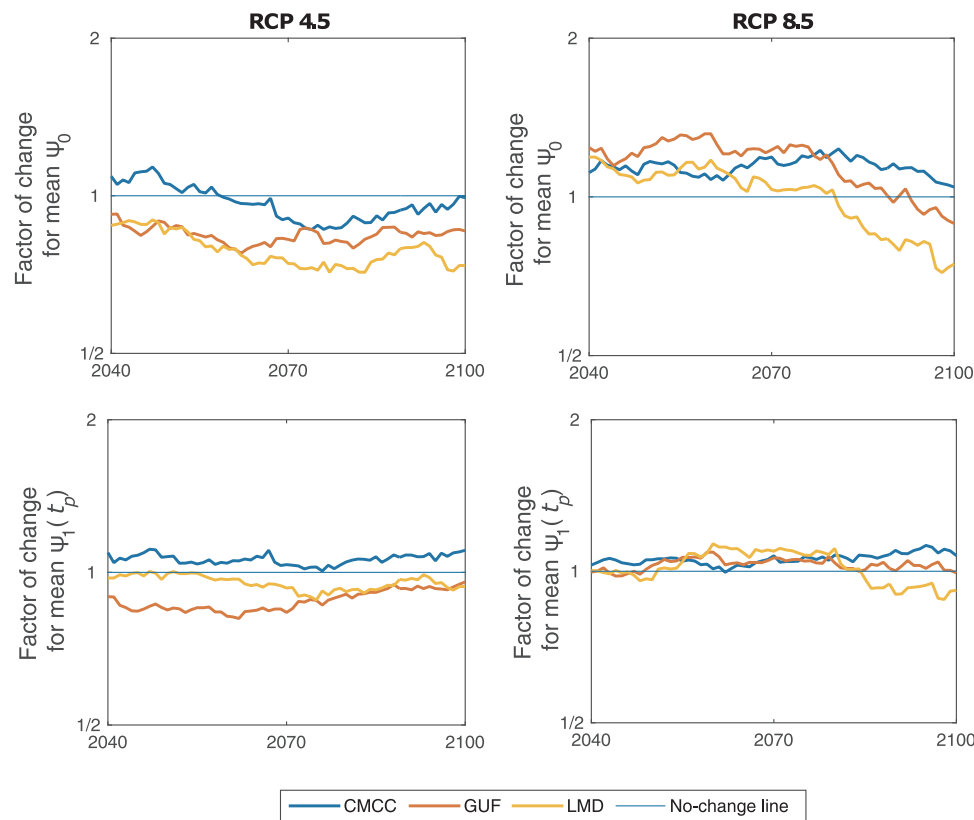 RCP 4.5
RCP 8.5
Factor of change
for mean Ψ0
2
1
1/2
2040
2070
2100
Factor of change
for mean Ψ0
2
1
1/2
2040
2070
2100
Factor of change
for mean Ψ1( tp)
2
1
1/2
2040
2070
2100
Factor of change
for mean Ψ1( tp)
2
1
1/2
2040
2070
2100
CMCC GUF LMD No-change line